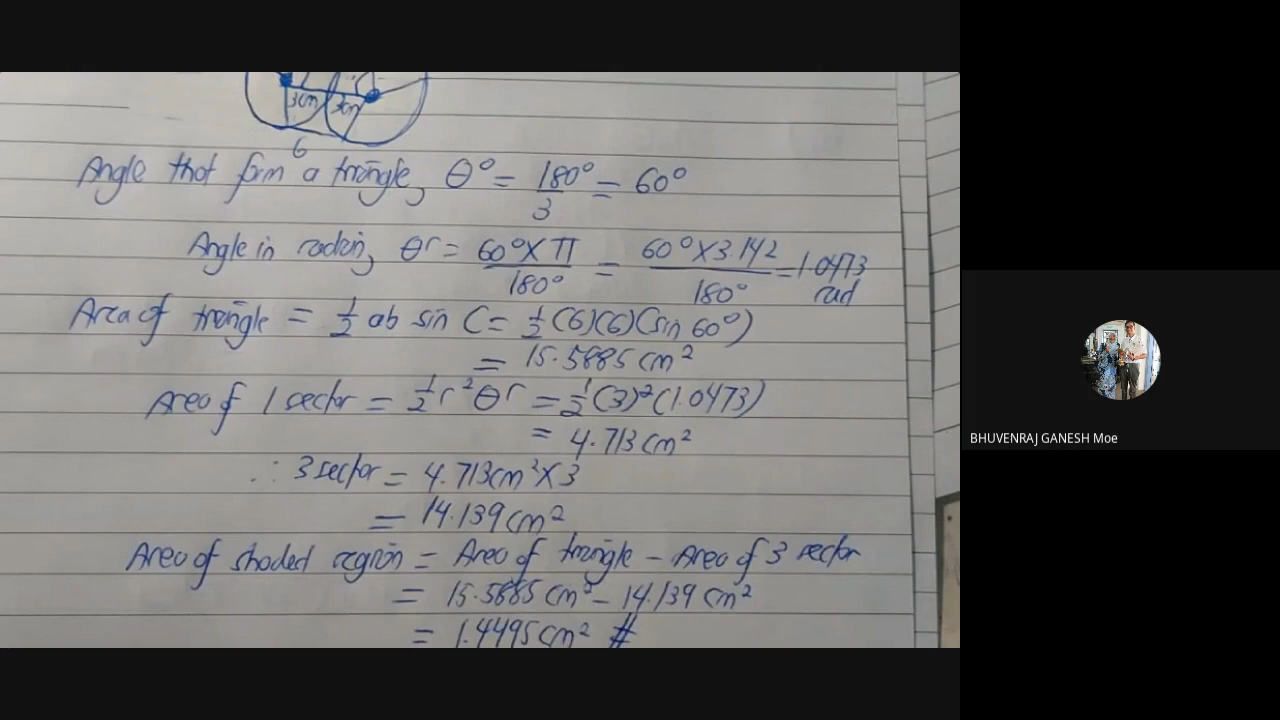 3cm 3cm
6
Angle that form a triangle, θ° = 180°/3 = 60°
Angle in radian, θr = 60° X π/180° = 60° X 3.142/180° = 1.0473 rad
Area of triangle = 1/2 ab sin C = 1/2 (6)(6)(sin 60°)
= 15.5885 cm²
Area of 1 sector = 1/2 r² θr = 1/2 (3)² (1.0473)
= 4.713 cm²
∴ 3 sector = 4.713cm² X 3
= 14.139 cm²
Area of shaded region = Area of triangle - Area of 3 sector
= 15.5885 cm² - 14.139 cm²
= 1.4495 cm² #
BHUVENRAJ GANESH Moe